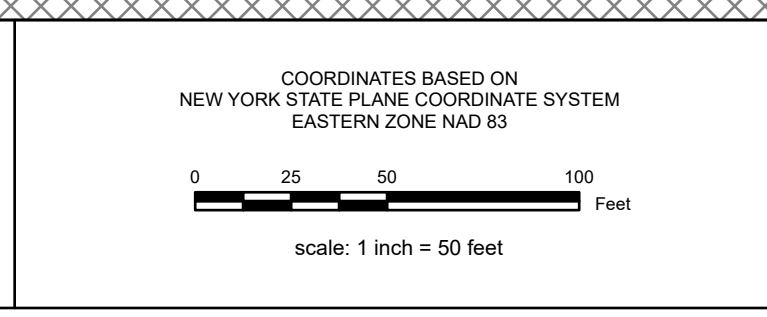 COORDINATES BASED ON
NEW YORK STATE PLANE COORDINATE SYSTEM
EASTERN ZONE NAD 83
0 25 50 100
Feet
scale: 1 inch = 50 feet